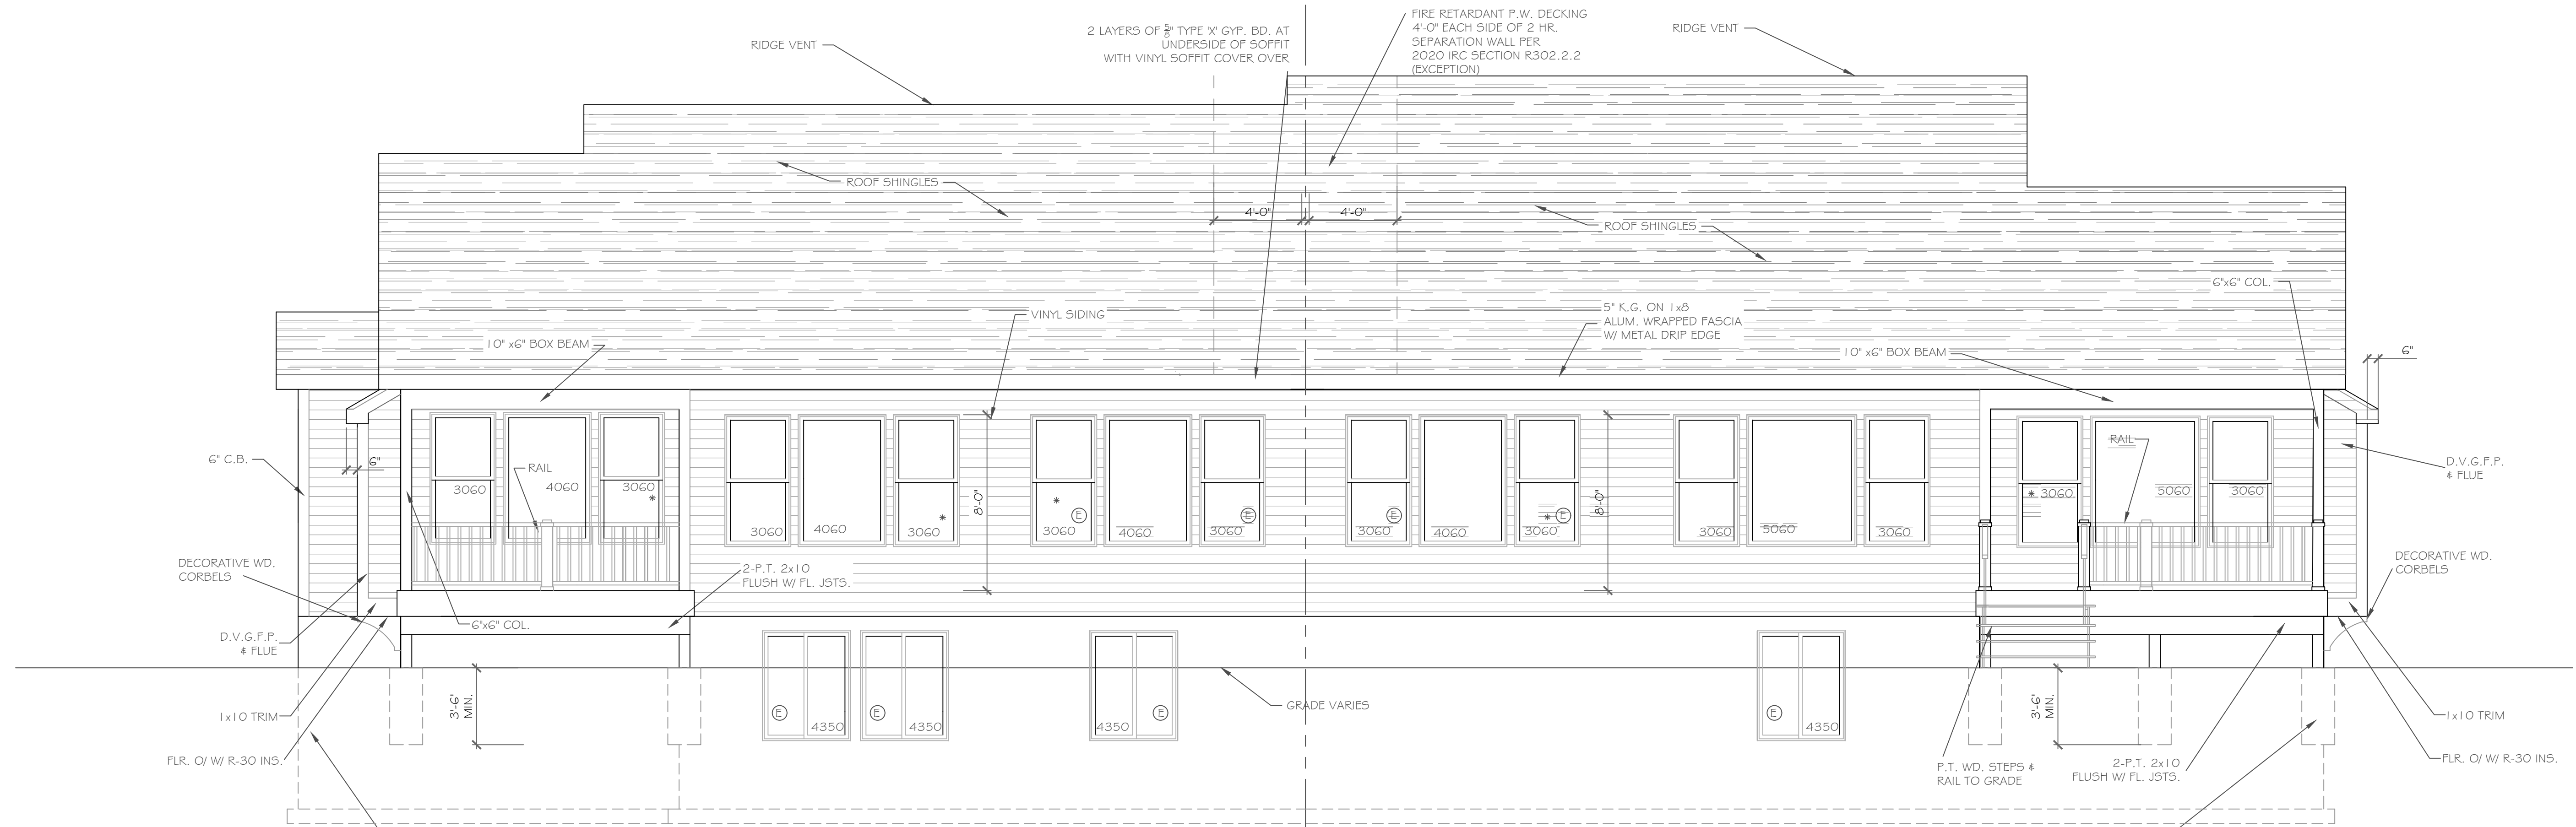 RIDGE VENT
2 LAYERS OF 5/8" TYPE 'X' GYP. BD. AT
UNDERSIDE OF SOFFIT
WITH VINYL SOFFIT COVER OVER
FIRE RETARDANT P.W. DECKING
4'-0" EACH SIDE OF 2 HR.
SEPARATION WALL PER
2020 IRC SECTION R302.2.2
(EXCEPTION)
RIDGE VENT
ROOF SHINGLES
4'-0"
4'-0"
ROOF SHINGLES
6"x6" COL.
VINYL SIDING
5" K.G. ON 1x8
ALUM. WRAPPED FASCIA
W/ METAL DRIP EDGE
10" x6" BOX BEAM
10" x6" BOX BEAM
6"
6" C.B.
6"
RAIL
RAIL
D.V.G.F.P.
& FLUE
3060
4060
3060
*
3060
4060
3060
*
8'-0"
*
3060
E
4060
3060
E
3060
E
4060
3060
*
E
8'-0"
3060
5060
3060
* 3060
5060
3060
DECORATIVE WD.
CORBELS
2-P.T. 2x10
FLUSH W/ FL. JSTS.
DECORATIVE WD.
CORBELS
6"x6" COL.
D.V.G.F.P.
& FLUE
3'-6"
MIN.
E
4350
E
4350
4350
E
GRADE VARIES
E
4350
3'-6"
MIN.
1x10 TRIM
1x10 TRIM
FLR. O/ W/ R-30 INS.
P.T. WD. STEPS &
RAIL TO GRADE
2-P.T. 2x10
FLUSH W/ FL. JSTS.
FLR. O/ W/ R-30 INS.